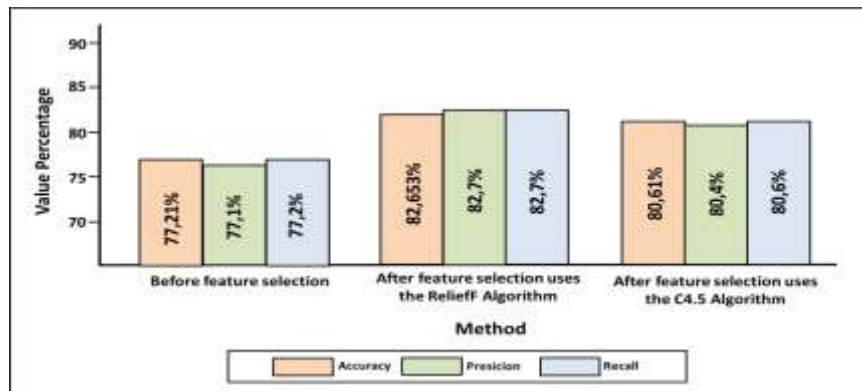 Value Percentage
90
85
80
75
70
77,21%
77,1%
77,2%
82,653%
82,7%
82,7%
80,61%
80,4%
80,6%
Before feature selection
After feature selection uses
the ReliefF Algorithm
After feature selection uses
the C4.5 Algorithm
Method
Accuracy
Presicion
Recall